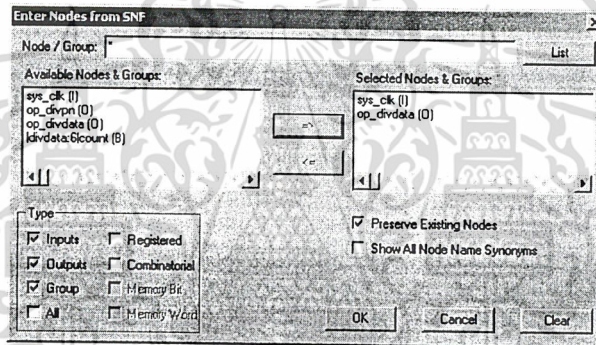 Enter Nodes from SNF
Node / Group: *
List
Available Nodes & Groups:
sys_clk (I)
op_divpn (O)
op_divdata (O)
|divdata:6|count (B)
=>
<=
Selected Nodes & Groups:
sys_clk (I)
op_divdata (O)
Type
Inputs
Registered
Outputs
Combinatorial
Group
Memory Bit
All
Memory Word
Preserve Existing Nodes
Show All Node Name Synonyms
OK
Cancel
Clear